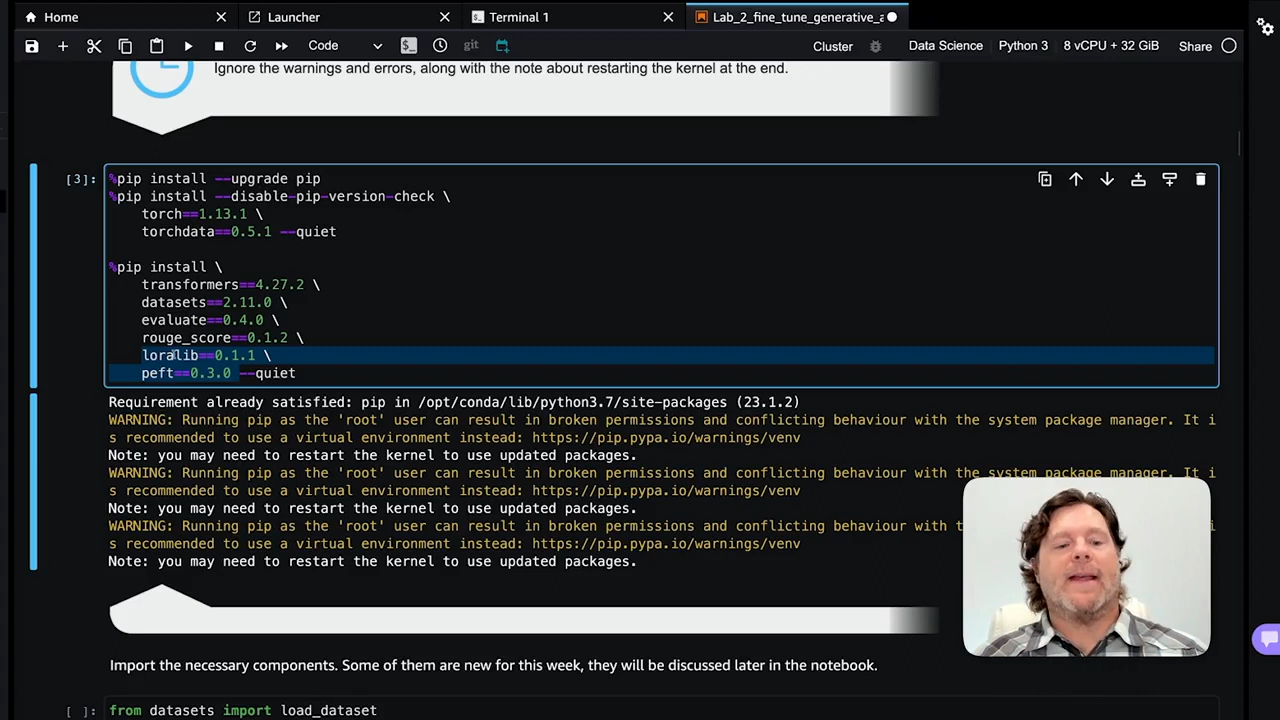 Home
Launcher
Terminal 1
Lab_2_fine_tune_generative_a
Code
git
Cluster
Data Science
Python 3
8 vCPU + 32 GiB
Share
Ignore the warnings and errors, along with the note about restarting the kernel at the end.
[3]:
%pip install --upgrade pip
%pip install --disable-pip-version-check \
torch==1.13.1 \
torchdata==0.5.1 --quiet
%pip install \
transformers==4.27.2 \
datasets==2.11.0 \
evaluate==0.4.0 \
rouge_score==0.1.2 \
loralib==0.1.1 \
peft==0.3.0 --quiet
Requirement already satisfied: pip in /opt/conda/lib/python3.7/site-packages (23.1.2)
WARNING: Running pip as the 'root' user can result in broken permissions and conflicting behaviour with the system package manager. It i
s recommended to use a virtual environment instead: https://pip.pypa.io/warnings/venv
Note: you may need to restart the kernel to use updated packages.
WARNING: Running pip as the 'root' user can result in broken permissions and conflicting behaviour with the system package manager. It i
s recommended to use a virtual environment instead: https://pip.pypa.io/warnings/venv
Note: you may need to restart the kernel to use updated packages.
WARNING: Running pip as the 'root' user can result in broken permissions and conflicting behaviour with
s recommended to use a virtual environment instead: https://pip.pypa.io/warnings/venv
Note: you may need to restart the kernel to use updated packages.
Import the necessary components. Some of them are new for this week, they will be discussed later in the notebook.
[ ]:
from datasets import load_dataset